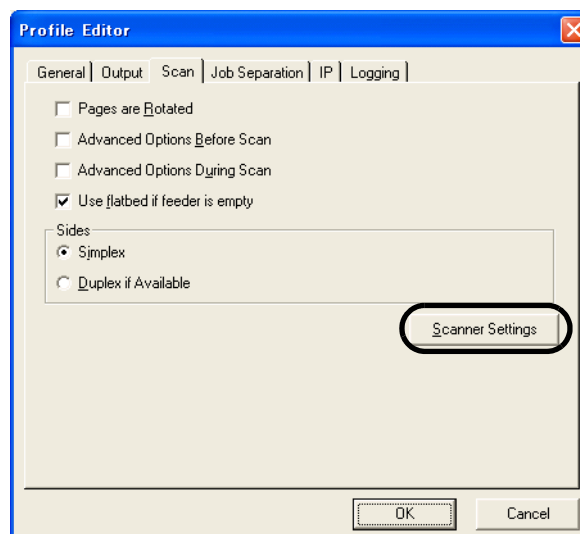 Profile Editor
General Output Scan Job Separation IP Logging
Pages are Rotated
Advanced Options Before Scan
Advanced Options During Scan
Use flatbed if feeder is empty
Sides
Simplex
Duplex if Available
Scanner Settings
OK Cancel